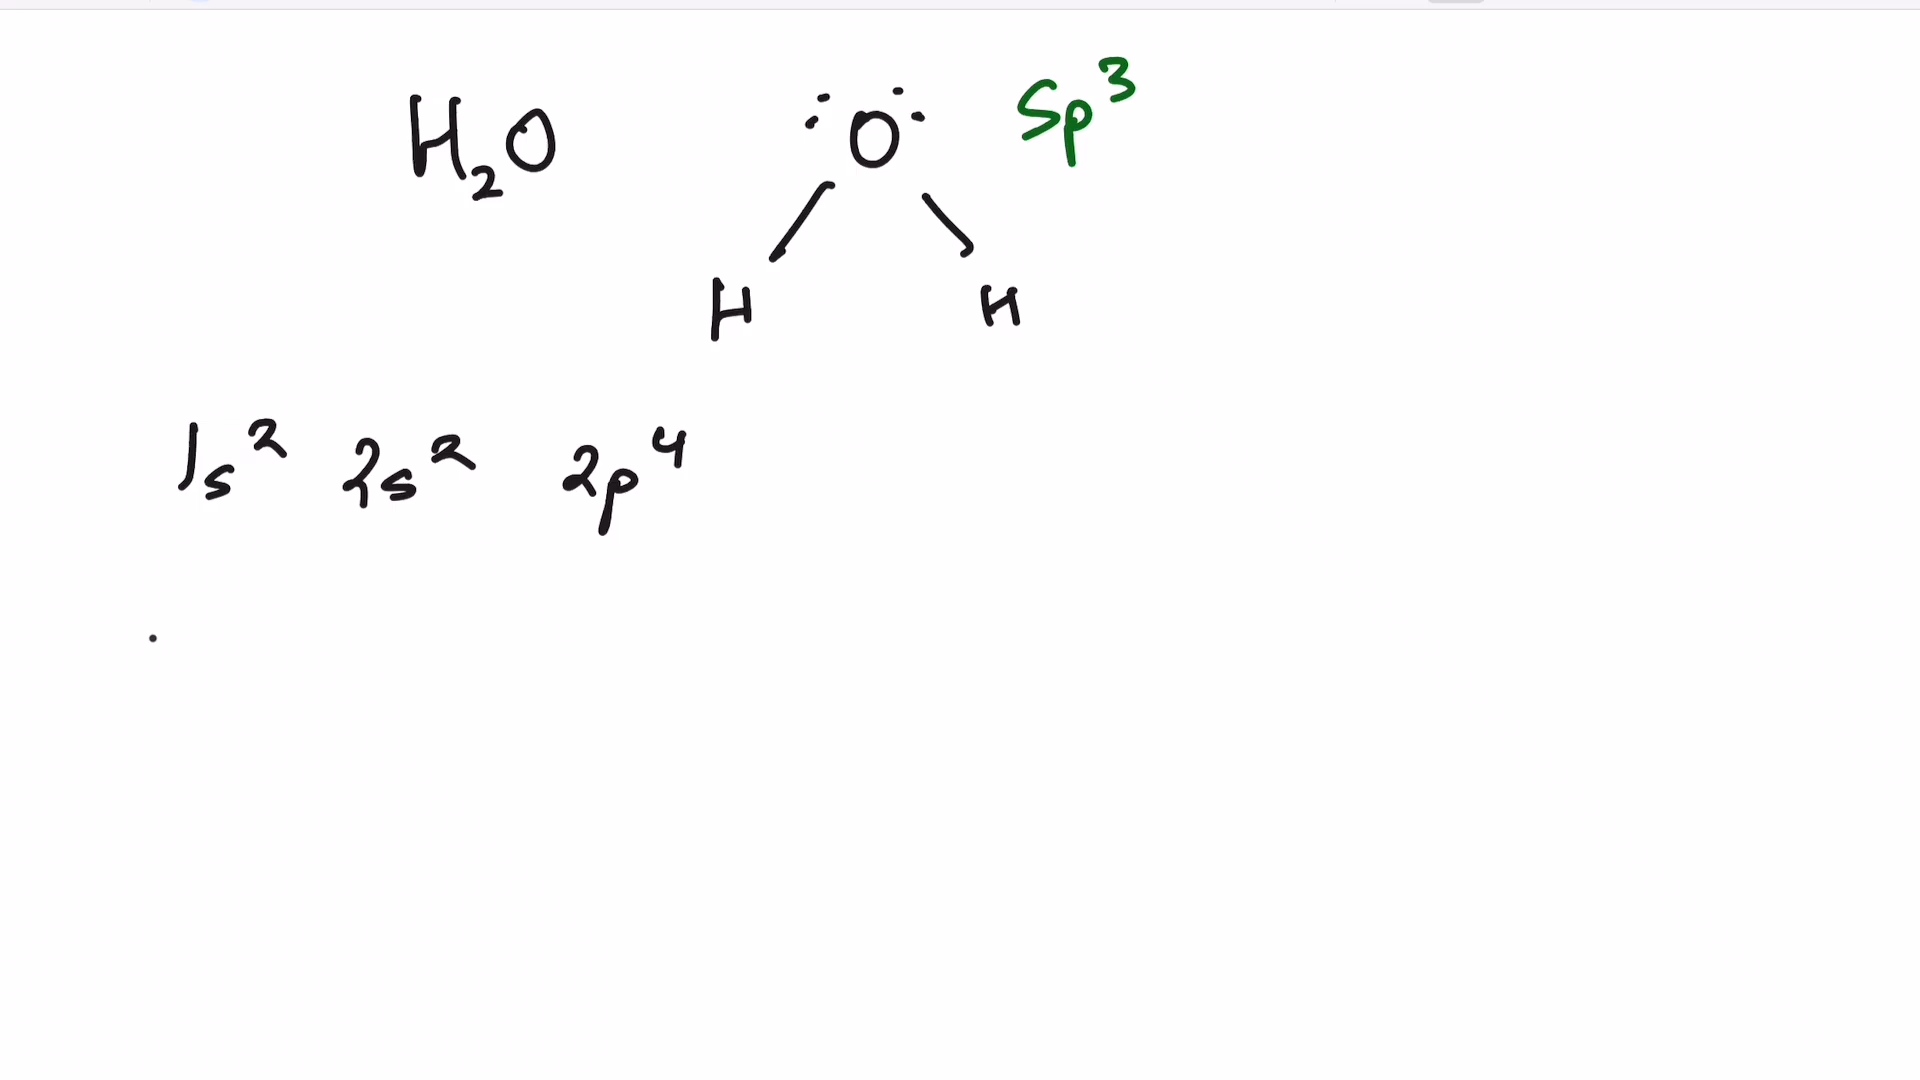 H₂O :O: sp³
H H
1s² 2s² 2p⁴